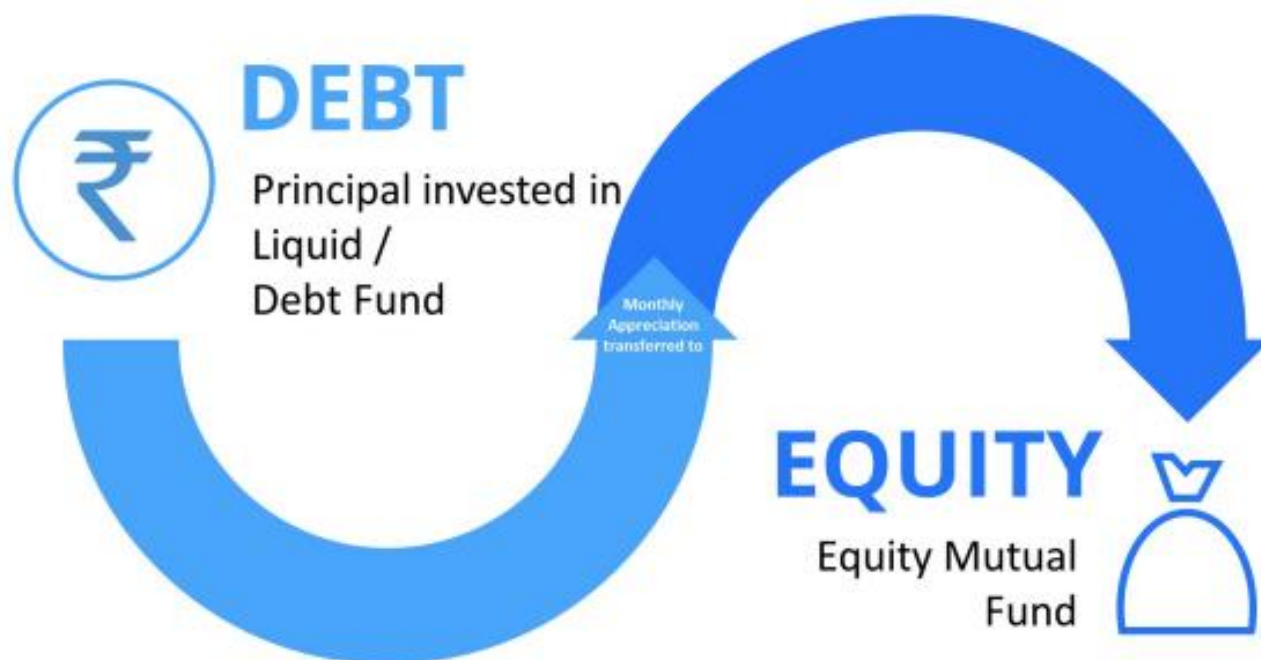 ₹
DEBT
Principal invested in
Liquid /
Debt Fund
Monthly
Appreciation
transferred to
EQUITY
Equity Mutual
Fund